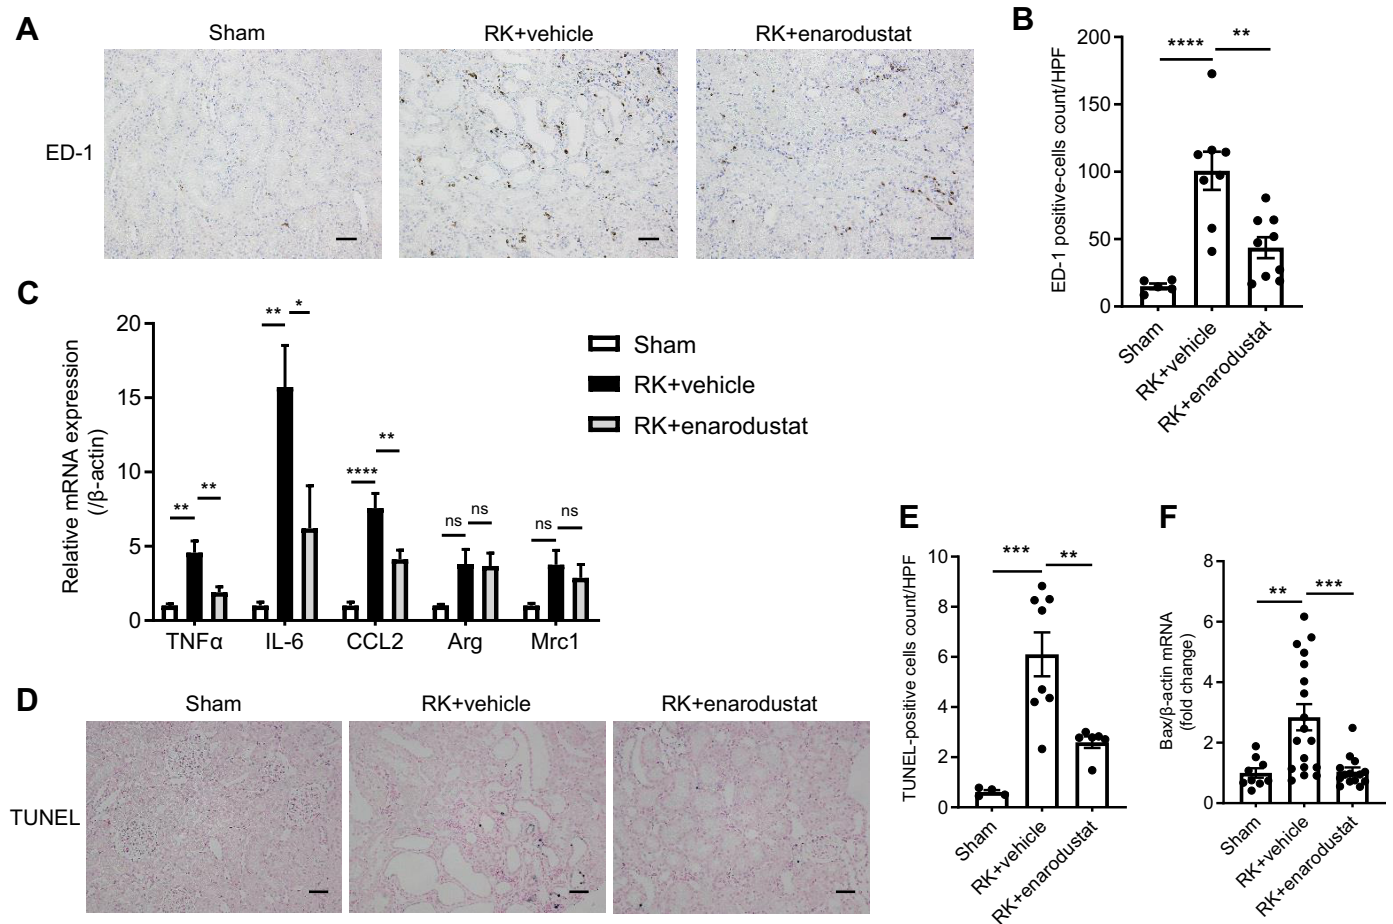 A
Sham
RK+vehicle
RK+enarodustat
ED-1
B
ED-1 positive-cells count/HPF
200
150
100
50
0
****
**
Sham
RK+vehicle
RK+enarodustat
C
Relative mRNA expression
(/β-actin)
20
15
10
5
0
**
**
**
*
****
**
ns
ns
ns
ns
TNFα
IL-6
CCL2
Arg
Mrc1
Sham
RK+vehicle
RK+enarodustat
D
Sham
RK+vehicle
RK+enarodustat
TUNEL
E
TUNEL-positive cells count/HPF
10
8
6
4
2
0
***
**
Sham
RK+vehicle
RK+enarodustat
F
Bax/β-actin mRNA
(fold change)
8
6
4
2
0
**
***
Sham
RK+vehicle
RK+enarodustat